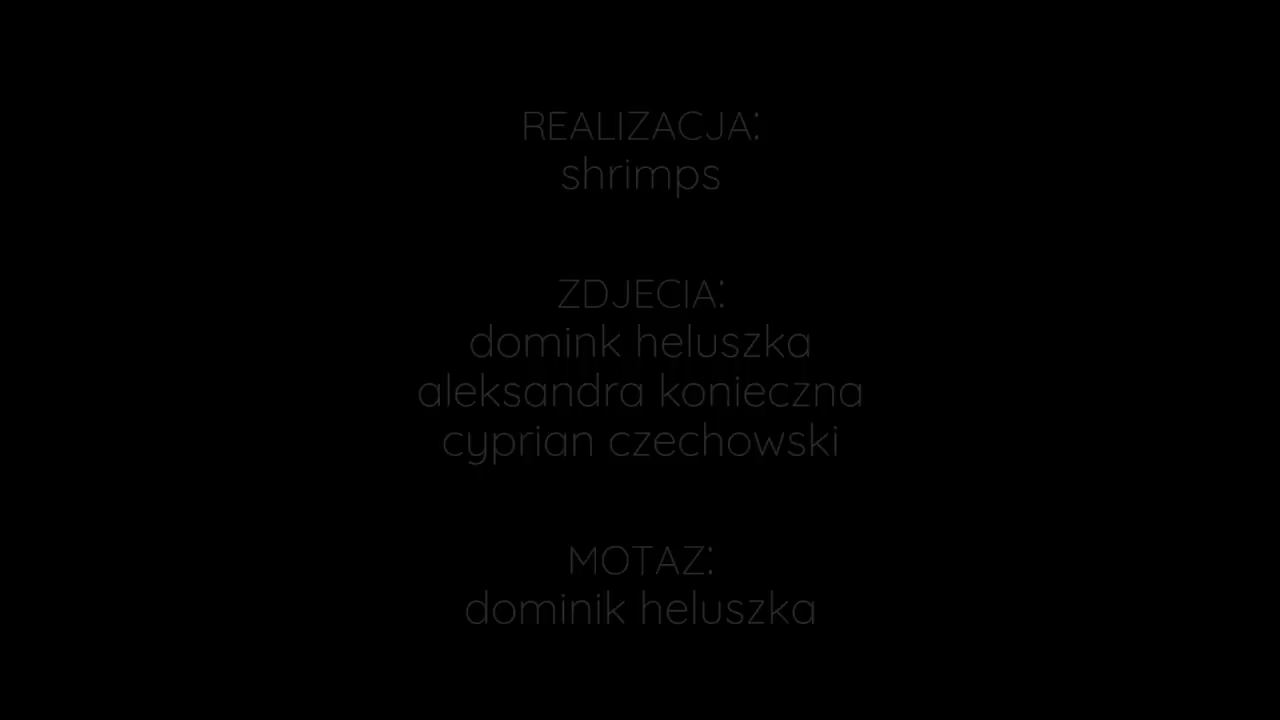 REALIZACJA:
shrimps
ZDJECIA:
domink heluszka
aleksandra konieczna
cyprian czechowski
MOTAZ:
dominik heluszka